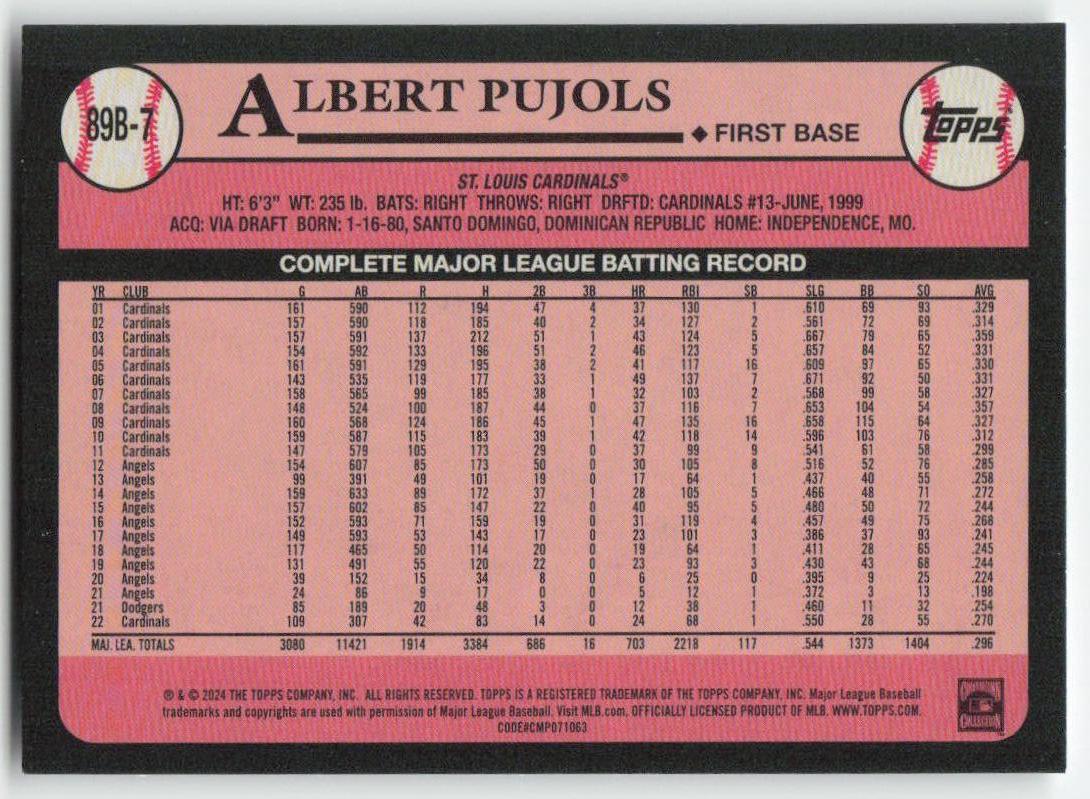 89B-7
ALBERT PUJOLS
◆ FIRST BASE
TOPPS
ST. LOUIS CARDINALS®
HT: 6'3" WT: 235 lb. BATS: RIGHT THROWS: RIGHT DRFTD: CARDINALS #13-JUNE, 1999
ACQ: VIA DRAFT BORN: 1-16-80, SANTO DOMINGO, DOMINICAN REPUBLIC HOME: INDEPENDENCE, MO.
COMPLETE MAJOR LEAGUE BATTING RECORD
YR CLUB G AB R H 2B 3B HR RBI SB SLG BB SO AVG
01 Cardinals 161 590 112 194 47 4 37 130 1 .610 69 93 .329
02 Cardinals 157 590 118 185 40 2 34 127 2 .561 72 69 .314
03 Cardinals 157 591 137 212 51 1 43 124 5 .667 79 65 .359
04 Cardinals 154 592 133 196 51 2 46 123 5 .657 84 52 .331
05 Cardinals 161 591 129 195 38 2 41 117 16 .609 97 65 .330
06 Cardinals 143 535 119 177 33 1 49 137 7 .671 92 50 .331
07 Cardinals 158 565 99 185 38 1 32 103 2 .568 99 58 .327
08 Cardinals 148 524 100 187 44 0 37 116 7 .653 104 54 .357
09 Cardinals 160 568 124 186 45 1 47 135 16 .658 115 64 .327
10 Cardinals 159 587 115 183 39 1 42 118 14 .596 103 76 .312
11 Cardinals 147 579 105 173 29 0 37 99 9 .541 61 58 .299
12 Angels 154 607 85 173 50 0 30 105 8 .516 52 76 .285
13 Angels 99 391 49 101 19 0 17 64 1 .437 40 55 .258
14 Angels 159 633 89 172 37 1 28 105 5 .466 48 71 .272
15 Angels 157 602 85 147 22 0 40 95 5 .480 50 72 .244
16 Angels 152 593 71 159 19 0 31 119 4 .457 49 75 .268
17 Angels 149 593 53 143 17 0 23 101 3 .386 37 93 .241
18 Angels 117 465 50 114 20 0 19 64 1 .411 28 65 .245
19 Angels 131 491 55 120 22 0 23 93 3 .430 43 68 .244
20 Angels 39 152 15 34 8 0 6 25 0 .395 9 25 .224
21 Angels 24 86 9 17 0 0 5 12 1 .372 3 13 .198
21 Dodgers 85 189 20 48 3 0 12 38 1 .460 11 32 .254
22 Cardinals 109 307 42 83 14 0 24 68 1 .550 28 55 .270
MAJ. LEA. TOTALS 3080 11421 1914 3384 686 16 703 2218 117 .544 1373 1404 .296
® & © 2024 THE TOPPS COMPANY, INC. ALL RIGHTS RESERVED. TOPPS IS A REGISTERED TRADEMARK OF THE TOPPS COMPANY, INC. Major League Baseball
trademarks and copyrights are used with permission of Major League Baseball. Visit MLB.com. OFFICIALLY LICENSED PRODUCT OF MLB. WWW.TOPPS.COM.
CODE#CMP071063
COLLECTION